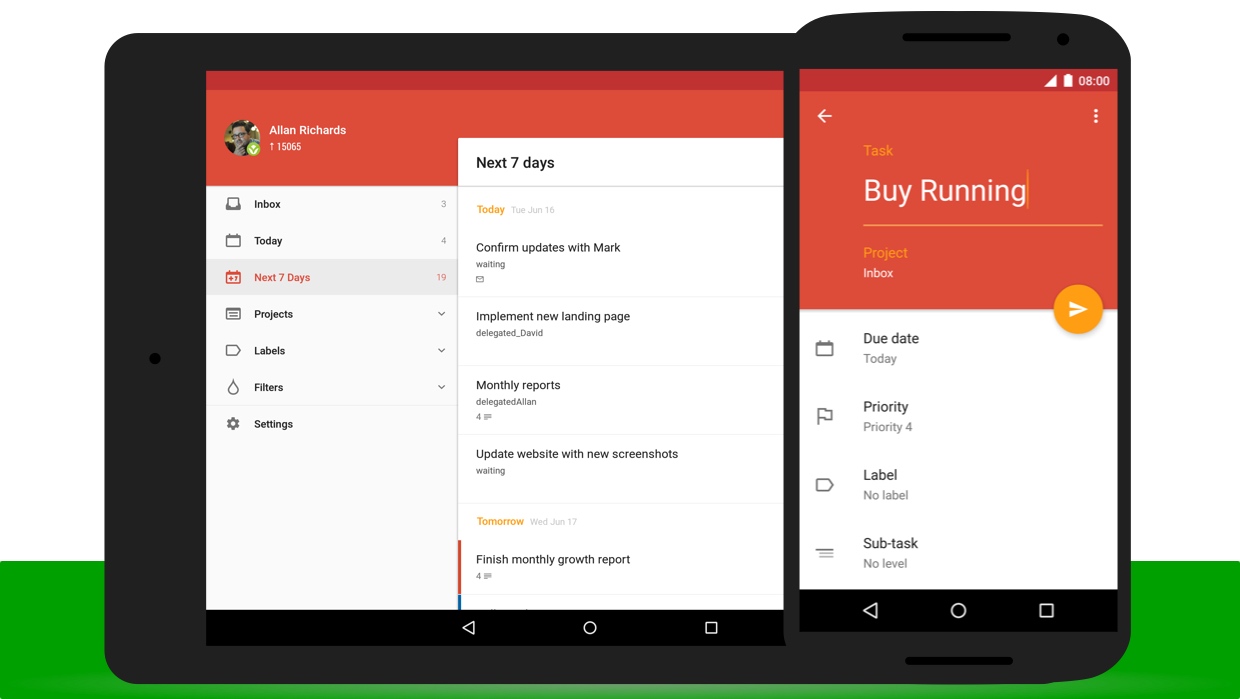 Allan Richards
↑ 15065
Inbox 3
Today 4
Next 7 Days 19
Projects
Labels
Filters
Settings
Next 7 days
Today Tue Jun 16
Confirm updates with Mark
waiting
Implement new landing page
delegated_David
Monthly reports
delegatedAllan
4
Update website with new screenshots
waiting
Tomorrow Wed Jun 17
Finish monthly growth report
4
08:00
Task
Buy Running
Project
Inbox
Due date
Today
Priority
Priority 4
Label
No label
Sub-task
No level